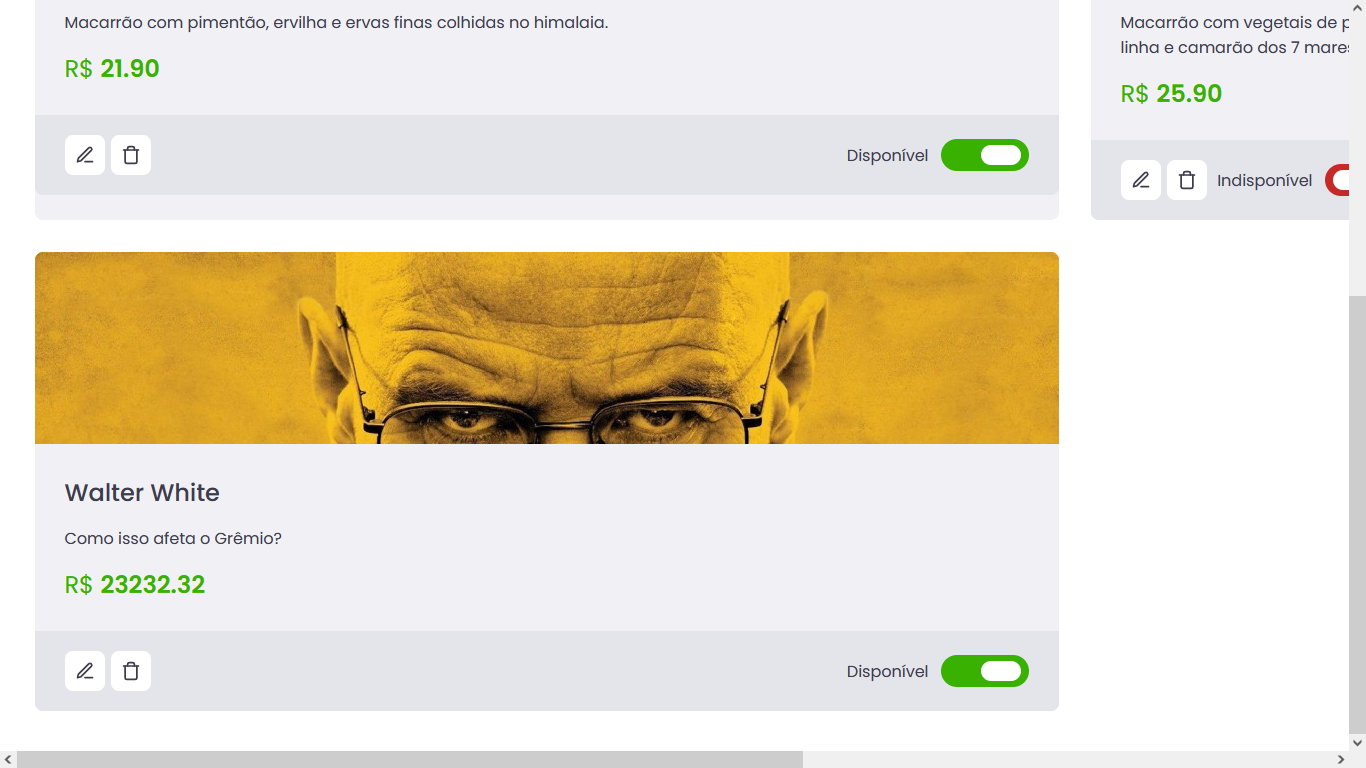 Macarrão com pimentão, ervilha e ervas finas colhidas no himalaia.
R$ 21.90
Disponível
Macarrão com vegetais de p
linha e camarão dos 7 mares
R$ 25.90
Indisponível
Walter White
Como isso afeta o Grêmio?
R$ 23232.32
Disponível